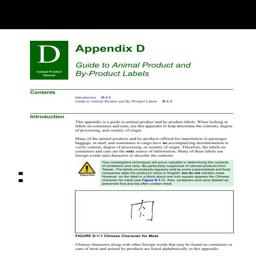 D
Animal Product
Manual
Appendix D
Guide to Animal Product and
By-Product Labels
Contents
Introduction D-1-1
Guide to Animal Product and By-Product Labels D-1-3
Introduction
This appendix is a guide to animal product and by-product labels. When looking at
labels on containers and cans, use this appendix to help determine the contents, degree
of processing, and country of origin.
Many of the animal products and by-products offered for importation in passenger
baggage, in mail, and sometimes in cargo have no accompanying documentation to
verify content, degree of processing, or country of origin. Therefore, the labels on
containers and cans are the only source of information. Many of these labels use
foreign words and characters to describe the contents.
Your investigative techniques will prove valuable in determining the contents
of containers and cans. Be particularly suspicious of canned products from
Taiwan. The labels on products regularly sold by some supermarkets and food
companies state the product's name in English, but do not mention meat.
However, on the label is a block about one inch square appears the Chinese
character for meat (see Figure D-1-1). Also, containers and cans labeled as
preserved fruit and tea often contain meat.
FIGURE D-1-1 Chinese Character for Meat
Chinese characters along with other foreign words that may be found on containers or
cans of meat and animal by-products are listed alphabetically in this appendix.